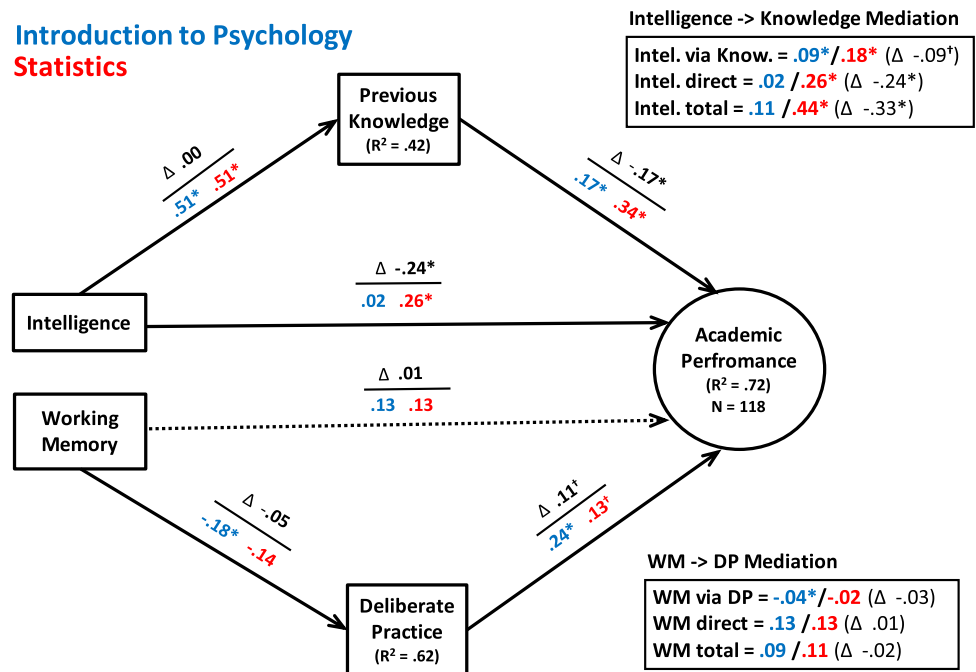 Introduction to Psychology
Statistics
Intelligence -> Knowledge Mediation
Intel. via Know. = .09*/.18* (Δ -.09†)
Intel. direct = .02 /.26* (Δ -.24*)
Intel. total = .11 /.44* (Δ -.33*)
Previous
Knowledge
(R² = .42)
Δ .00
.51* .51*
Δ -.17*
.17* .34*
Δ -.24*
.02 .26*
Intelligence
Academic
Perfromance
(R² = .72)
N = 118
Δ .01
.13 .13
Working
Memory
Δ -.05
-.18* -.14
Δ .11†
.24* .13†
Deliberate
Practice
(R² = .62)
WM -> DP Mediation
WM via DP = -.04*/-.02 (Δ -.03)
WM direct = .13 /.13 (Δ .01)
WM total = .09 /.11 (Δ -.02)